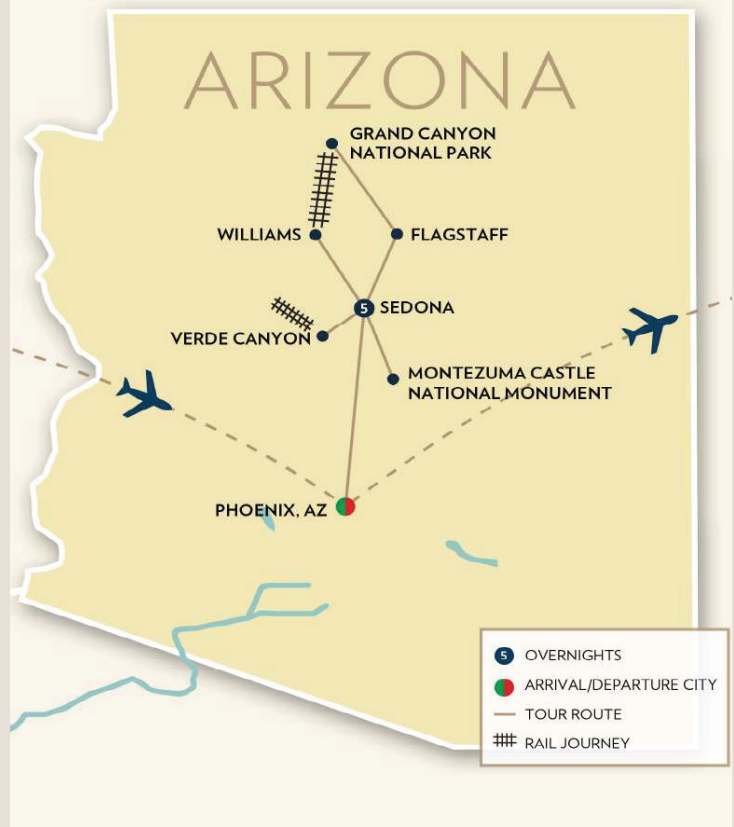 ARIZONA
GRAND CANYON
NATIONAL PARK
WILLIAMS
FLAGSTAFF
5
SEDONA
VERDE CANYON
MONTEZUMA CASTLE
NATIONAL MONUMENT
PHOENIX, AZ
5 OVERNIGHTS
ARRIVAL/DEPARTURE CITY
TOUR ROUTE
RAIL JOURNEY